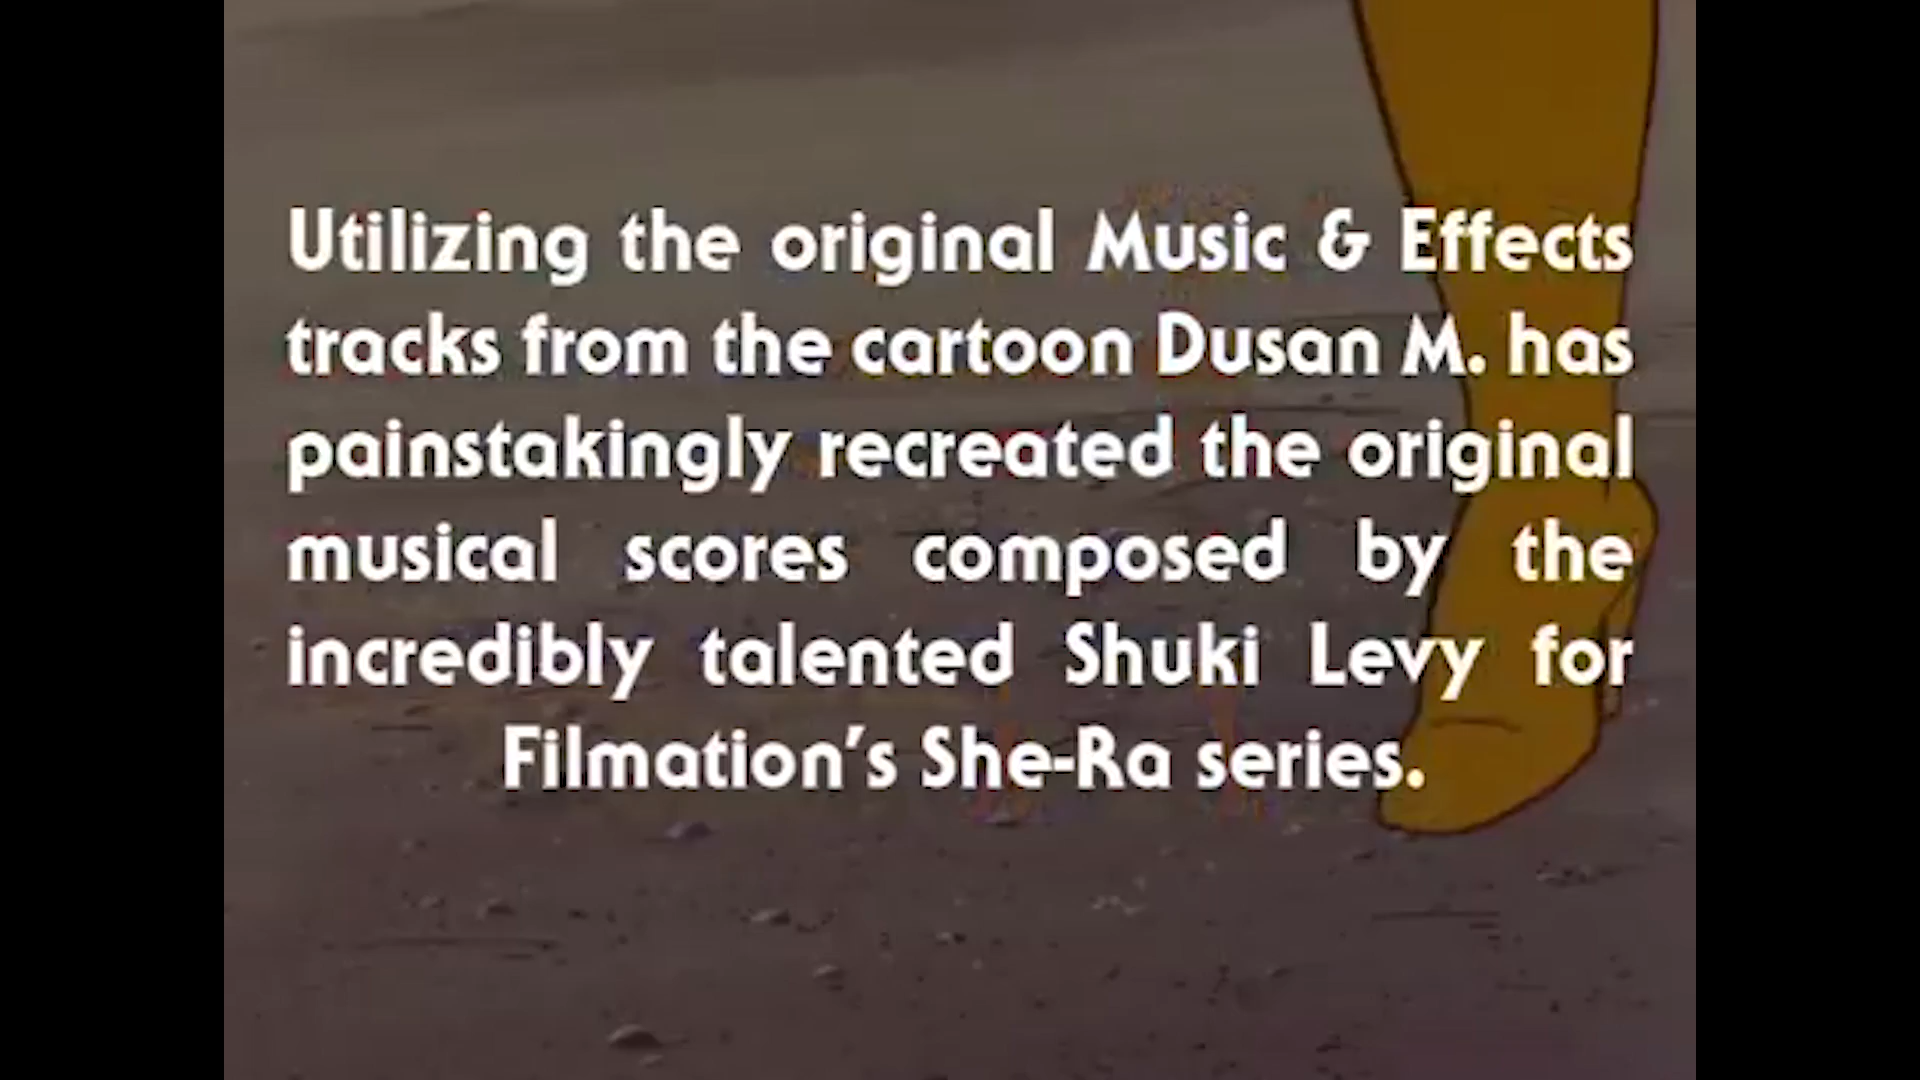 Utilizing the original Music & Effects
tracks from the cartoon Dusan M. has
painstakingly recreated the original
musical scores composed by the
incredibly talented Shuki Levy for
Filmation's She-Ra series.